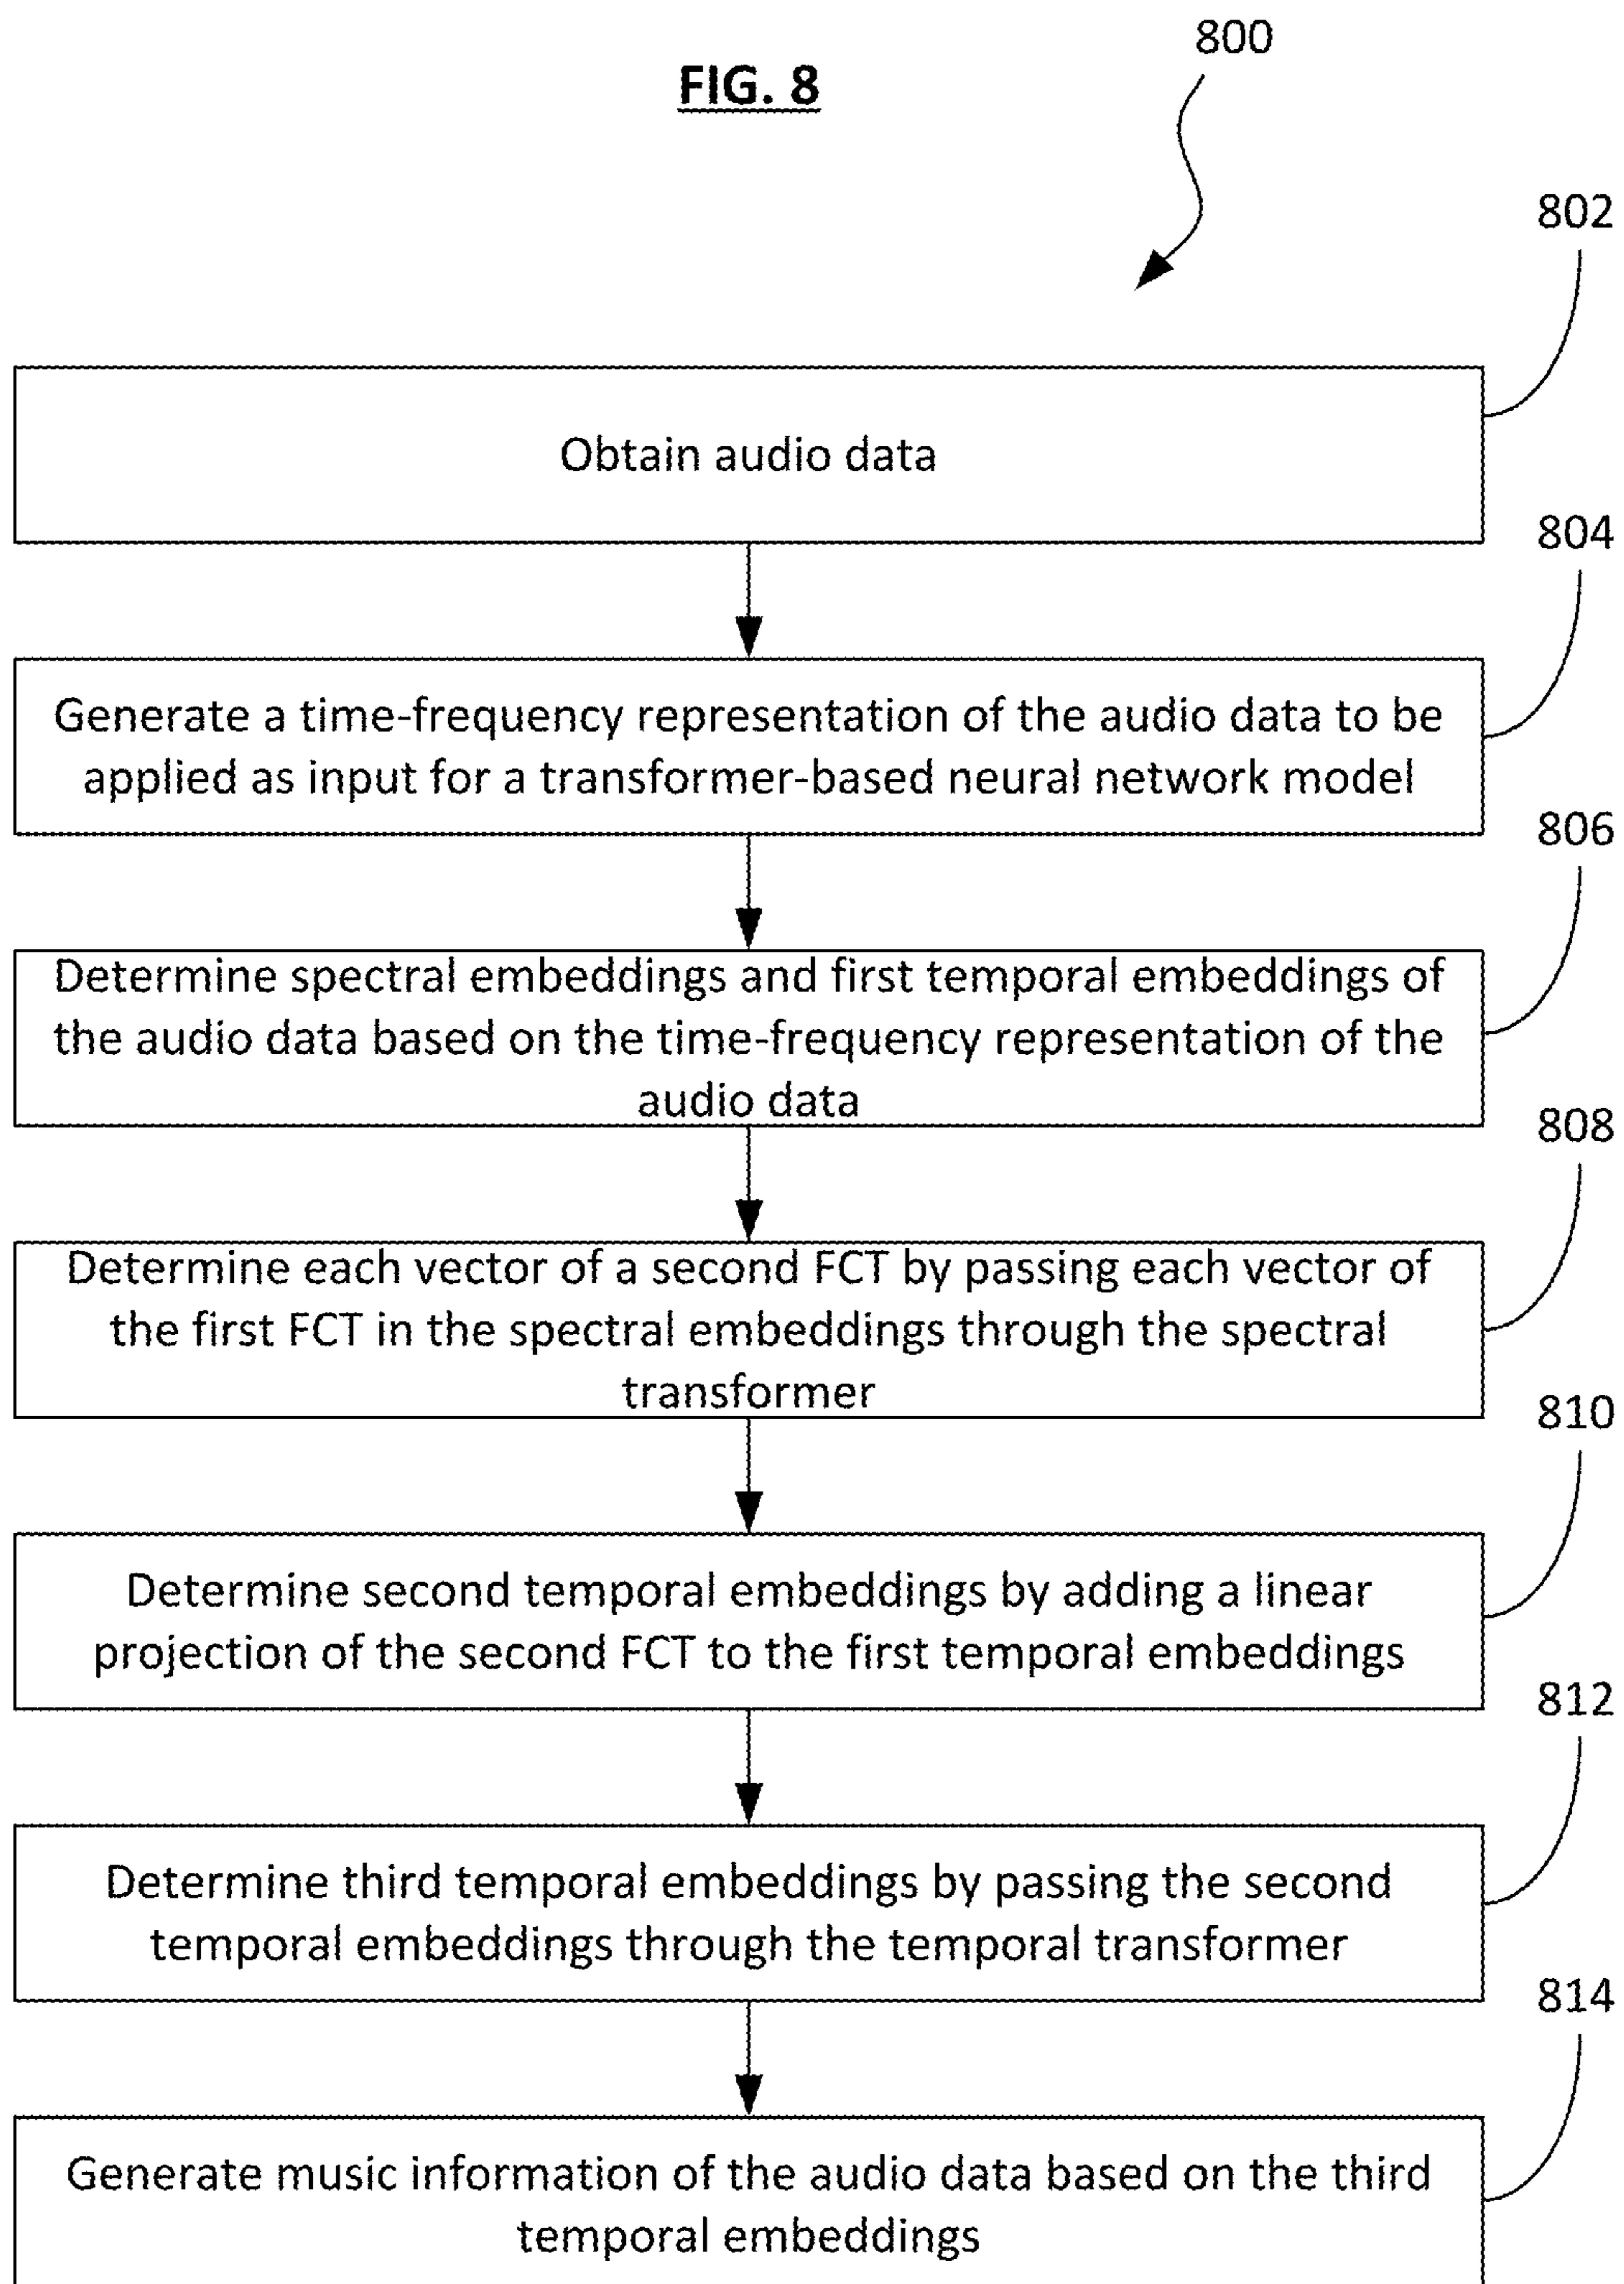 800
FIG. 8
802
Obtain audio data
804
Generate a time-frequency representation of the audio data to be
applied as input for a transformer-based neural network model
806
Determine spectral embeddings and first temporal embeddings of
the audio data based on the time-frequency representation of the
audio data
808
Determine each vector of a second FCT by passing each vector of
the first FCT in the spectral embeddings through the spectral
transformer
810
Determine second temporal embeddings by adding a linear
projection of the second FCT to the first temporal embeddings
812
Determine third temporal embeddings by passing the second
temporal embeddings through the temporal transformer
814
Generate music information of the audio data based on the third
temporal embeddings